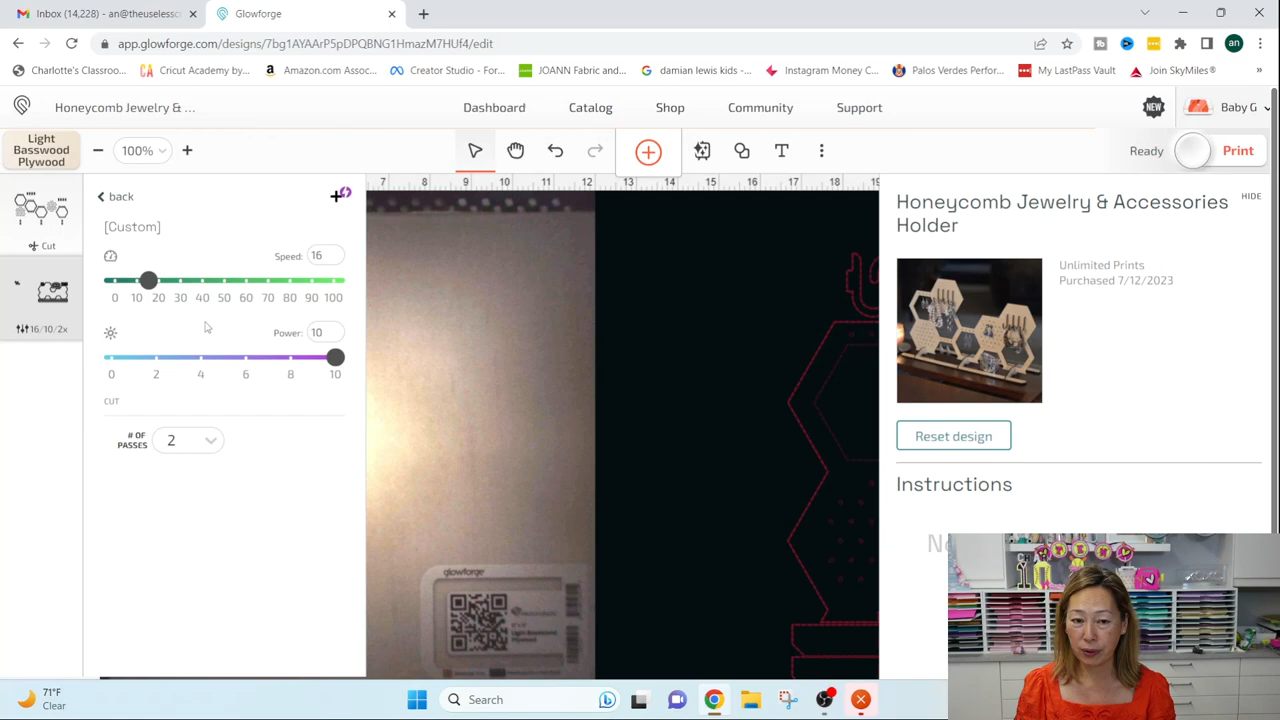 Inbox (14,228) - an@theuselesscr
Glowforge
app.glowforge.com/designs/7bg1AYAArP5pDPQBNG1HmazM7HUf4/edit
an
Charlotte's Classroo...
Cricut Academy by...
Amazon.com Assoc...
Creator Studio - For...
JOANN Fabric and...
damian lewis kids -...
Instagram Money C...
Palos Verdes Perfor...
My LastPass Vault
Join SkyMiles®
Honeycomb Jewelry & ...
Dashboard
Catalog
Shop
Community
Support
NEW
Baby G
Light
Basswood
Plywood
100%
T
Ready
Print
7 8 9 10 11 12 13 14 15 16 17 18 19
Cut
16/10/2x
back
[Custom]
Speed: 16
0 10 20 30 40 50 60 70 80 90 100
Power: 10
0 2 4 6 8 10
CUT
# OF
PASSES
2
glowforge
Light Basswood
Plywood
Honeycomb Jewelry & Accessories
Holder
HIDE
Unlimited Prints
Purchased 7/12/2023
Reset design
Instructions
71°F
Clear
Search